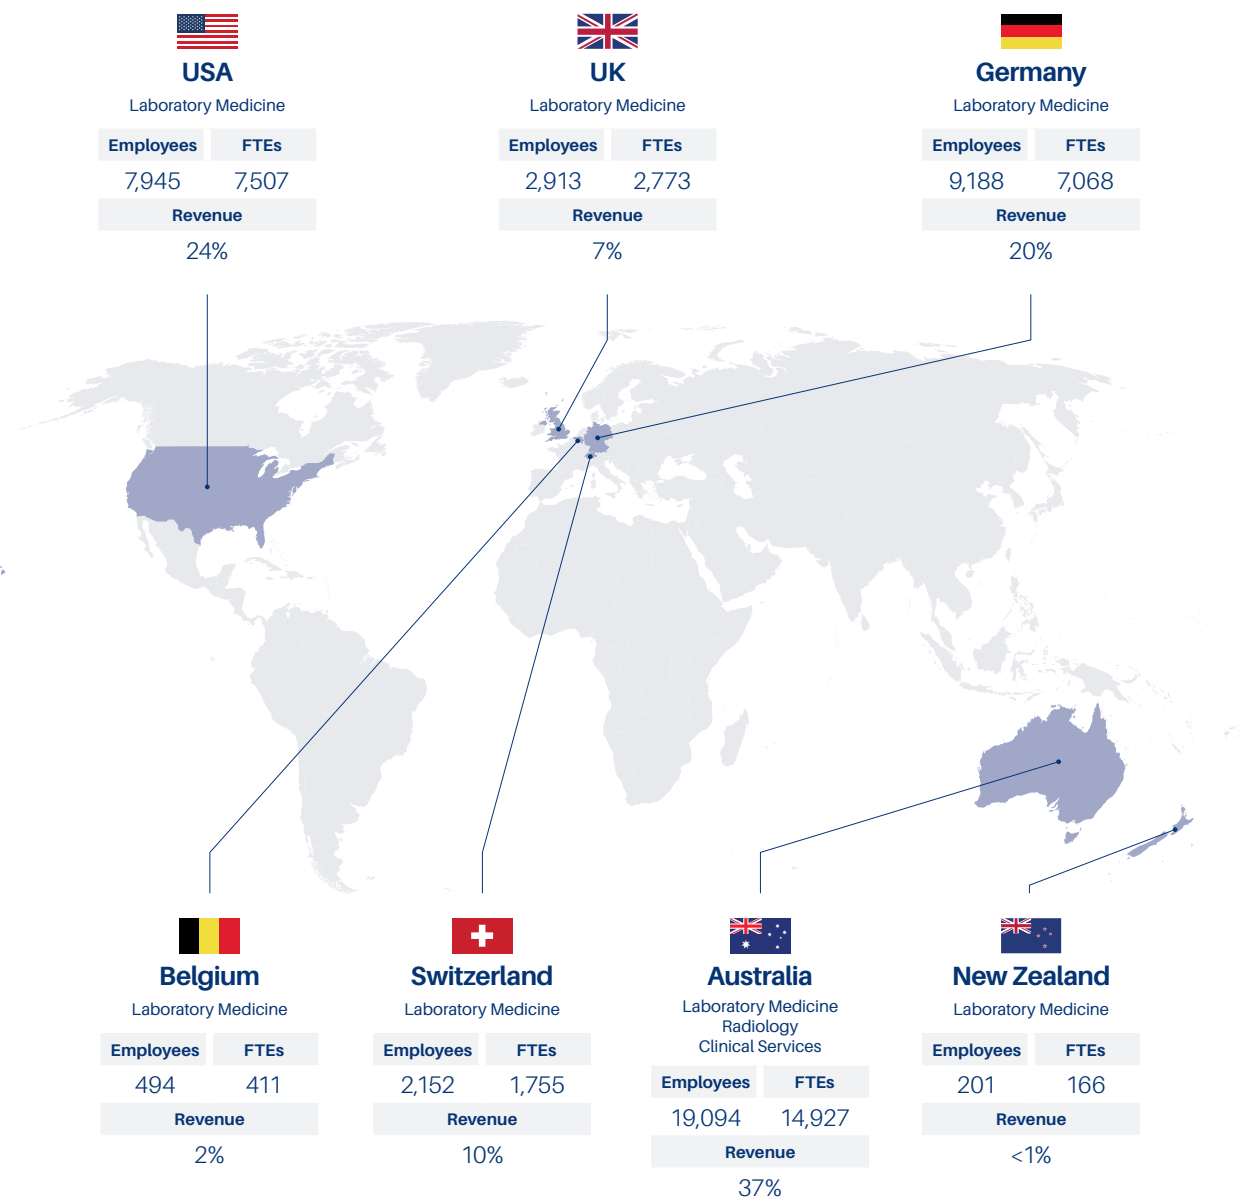 USA
Laboratory Medicine
Employees FTEs
7,945 7,507
Revenue
24%
UK
Laboratory Medicine
Employees FTEs
2,913 2,773
Revenue
7%
Germany
Laboratory Medicine
Employees FTEs
9,188 7,068
Revenue
20%
Belgium
Laboratory Medicine
Employees FTEs
494 411
Revenue
2%
Switzerland
Laboratory Medicine
Employees FTEs
2,152 1,755
Revenue
10%
Australia
Laboratory Medicine
Radiology
Clinical Services
Employees FTEs
19,094 14,927
Revenue
37%
New Zealand
Laboratory Medicine
Employees FTEs
201 166
Revenue
<1%